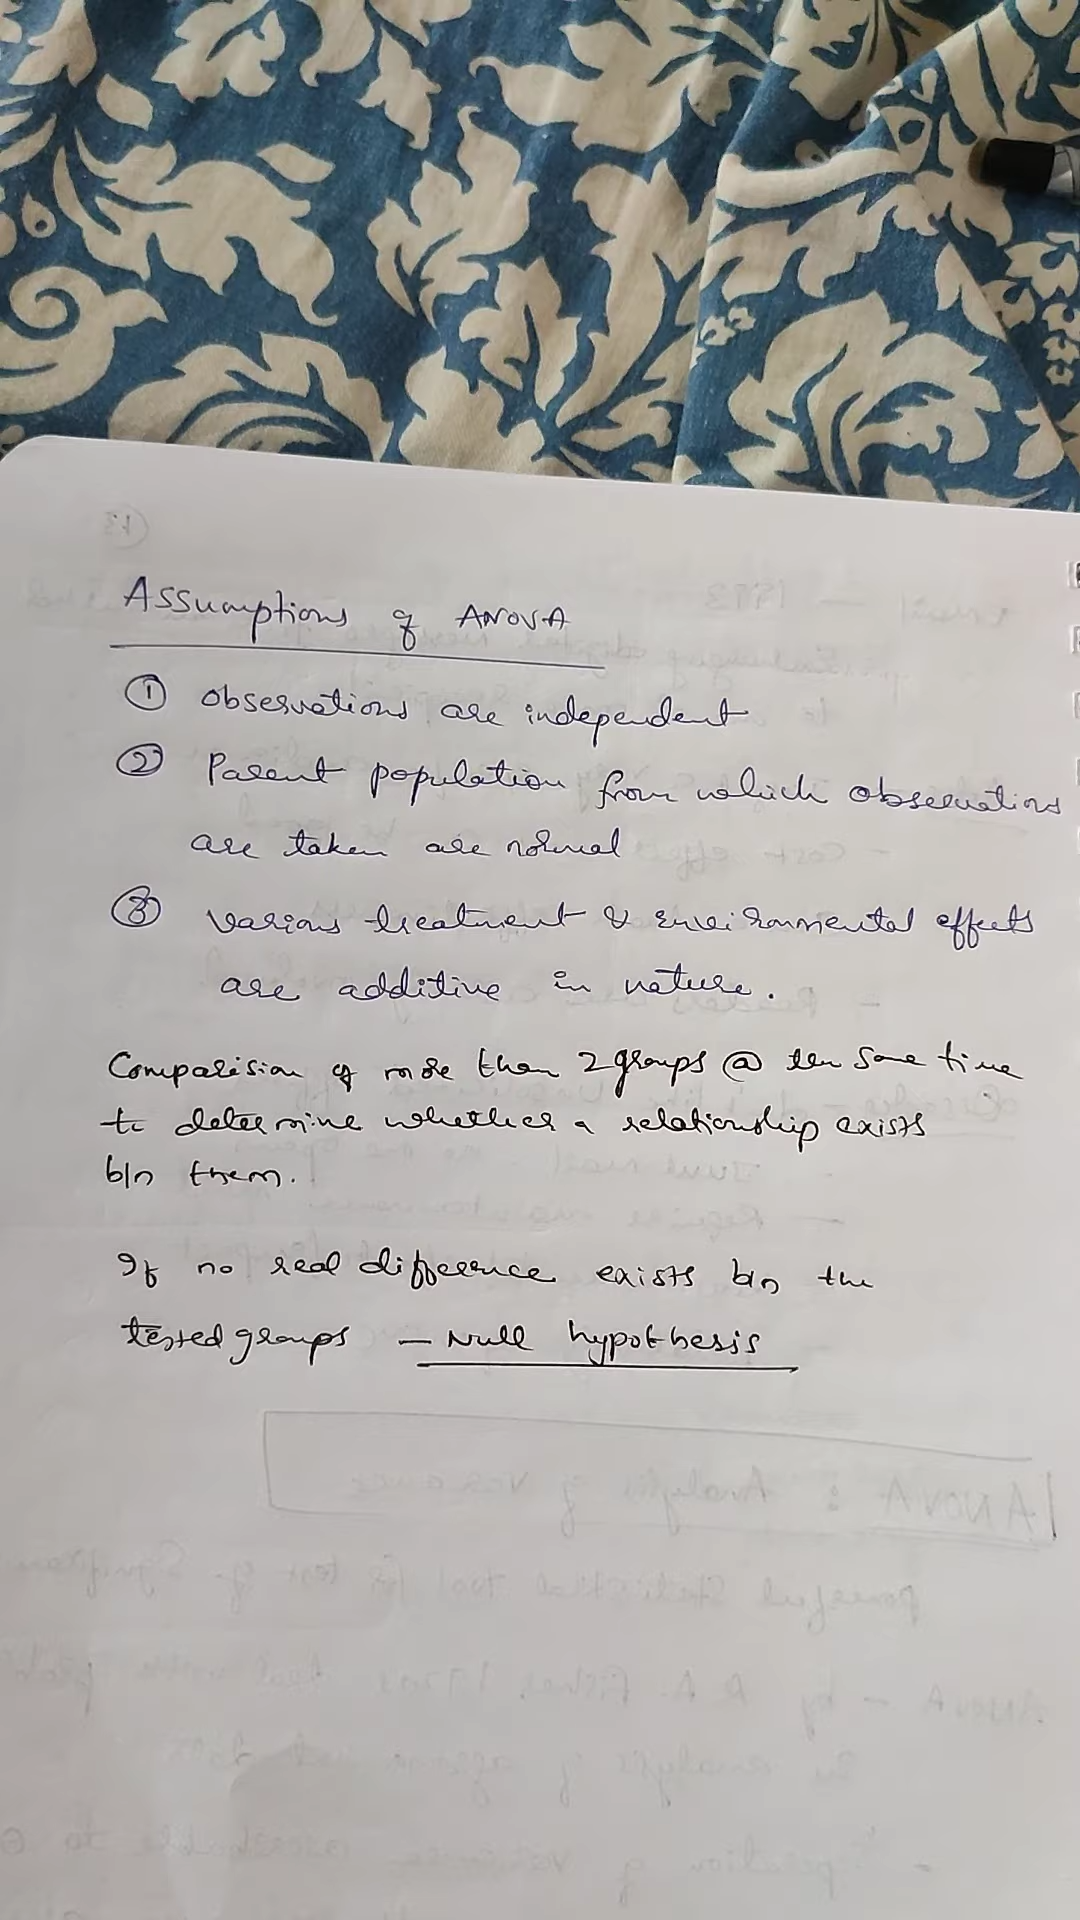 Assumptions of ANOVA
① Observations are independent
② Parent population from which observations
are taken are normal
③ Various treatment & Environmental effects
are additive in nature.
Comparision of more than 2 groups @ the same time
to determine whether a relationship exists
b/n them.
If no real difference exists b/n the
tested groups — Null hypothesis